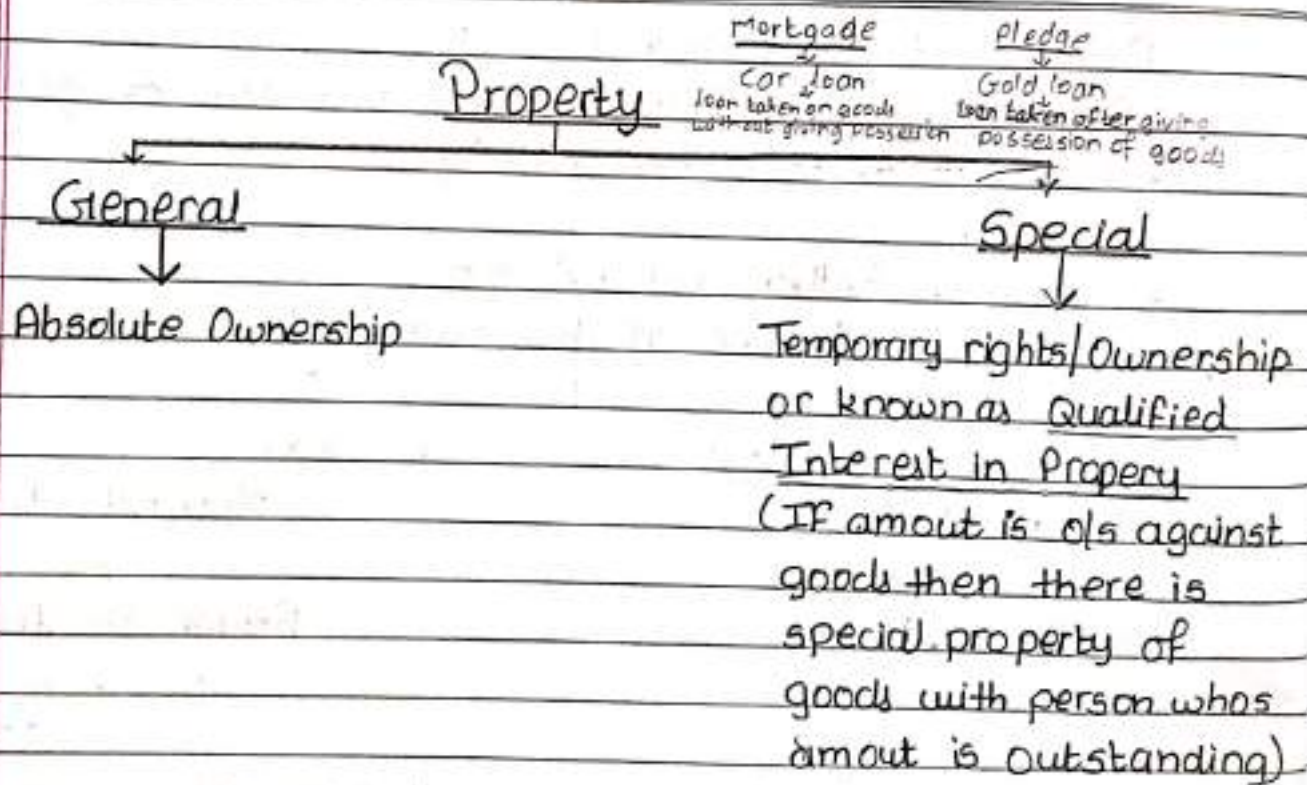 Mortgade Pledge
Car loan Gold loan
Property
loan taken on goods loan taken after giving
without giving possession possession of goods
General Special
Absolute Ownership Temporary rights/Ownership
or known as Qualified
Interest in Propery
(If amout is o/s against
goods then there is
special property of
goods with person whos
amout is outstanding)